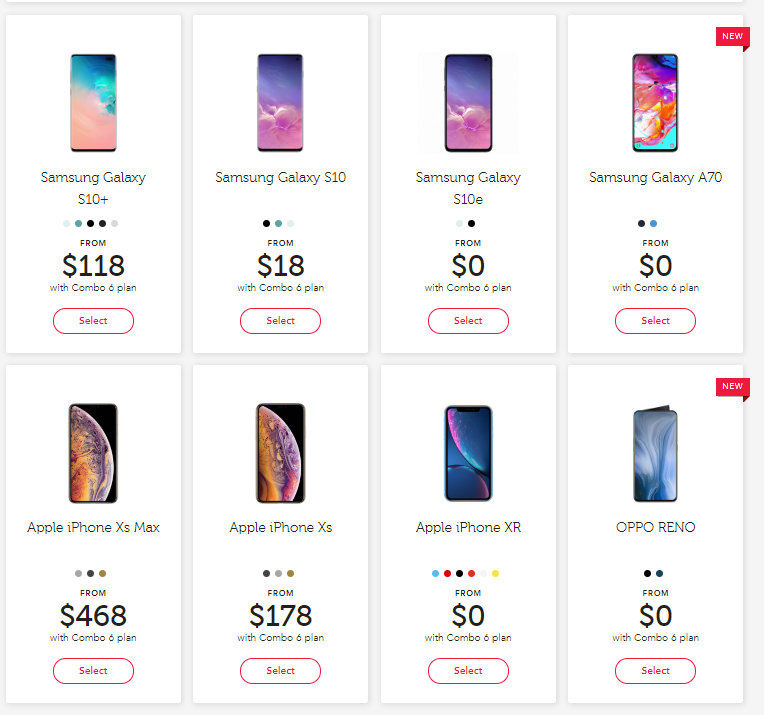 NEW
Samsung Galaxy
S10+
FROM
$118
with Combo 6 plan
Select
Samsung Galaxy S10
FROM
$18
with Combo 6 plan
Select
Samsung Galaxy
S10e
FROM
$0
with Combo 6 plan
Select
Samsung Galaxy A70
FROM
$0
with Combo 6 plan
Select
NEW
Apple iPhone Xs Max
FROM
$468
with Combo 6 plan
Select
Apple iPhone Xs
FROM
$178
with Combo 6 plan
Select
Apple iPhone XR
FROM
$0
with Combo 6 plan
Select
OPPO RENO
FROM
$0
with Combo 6 plan
Select